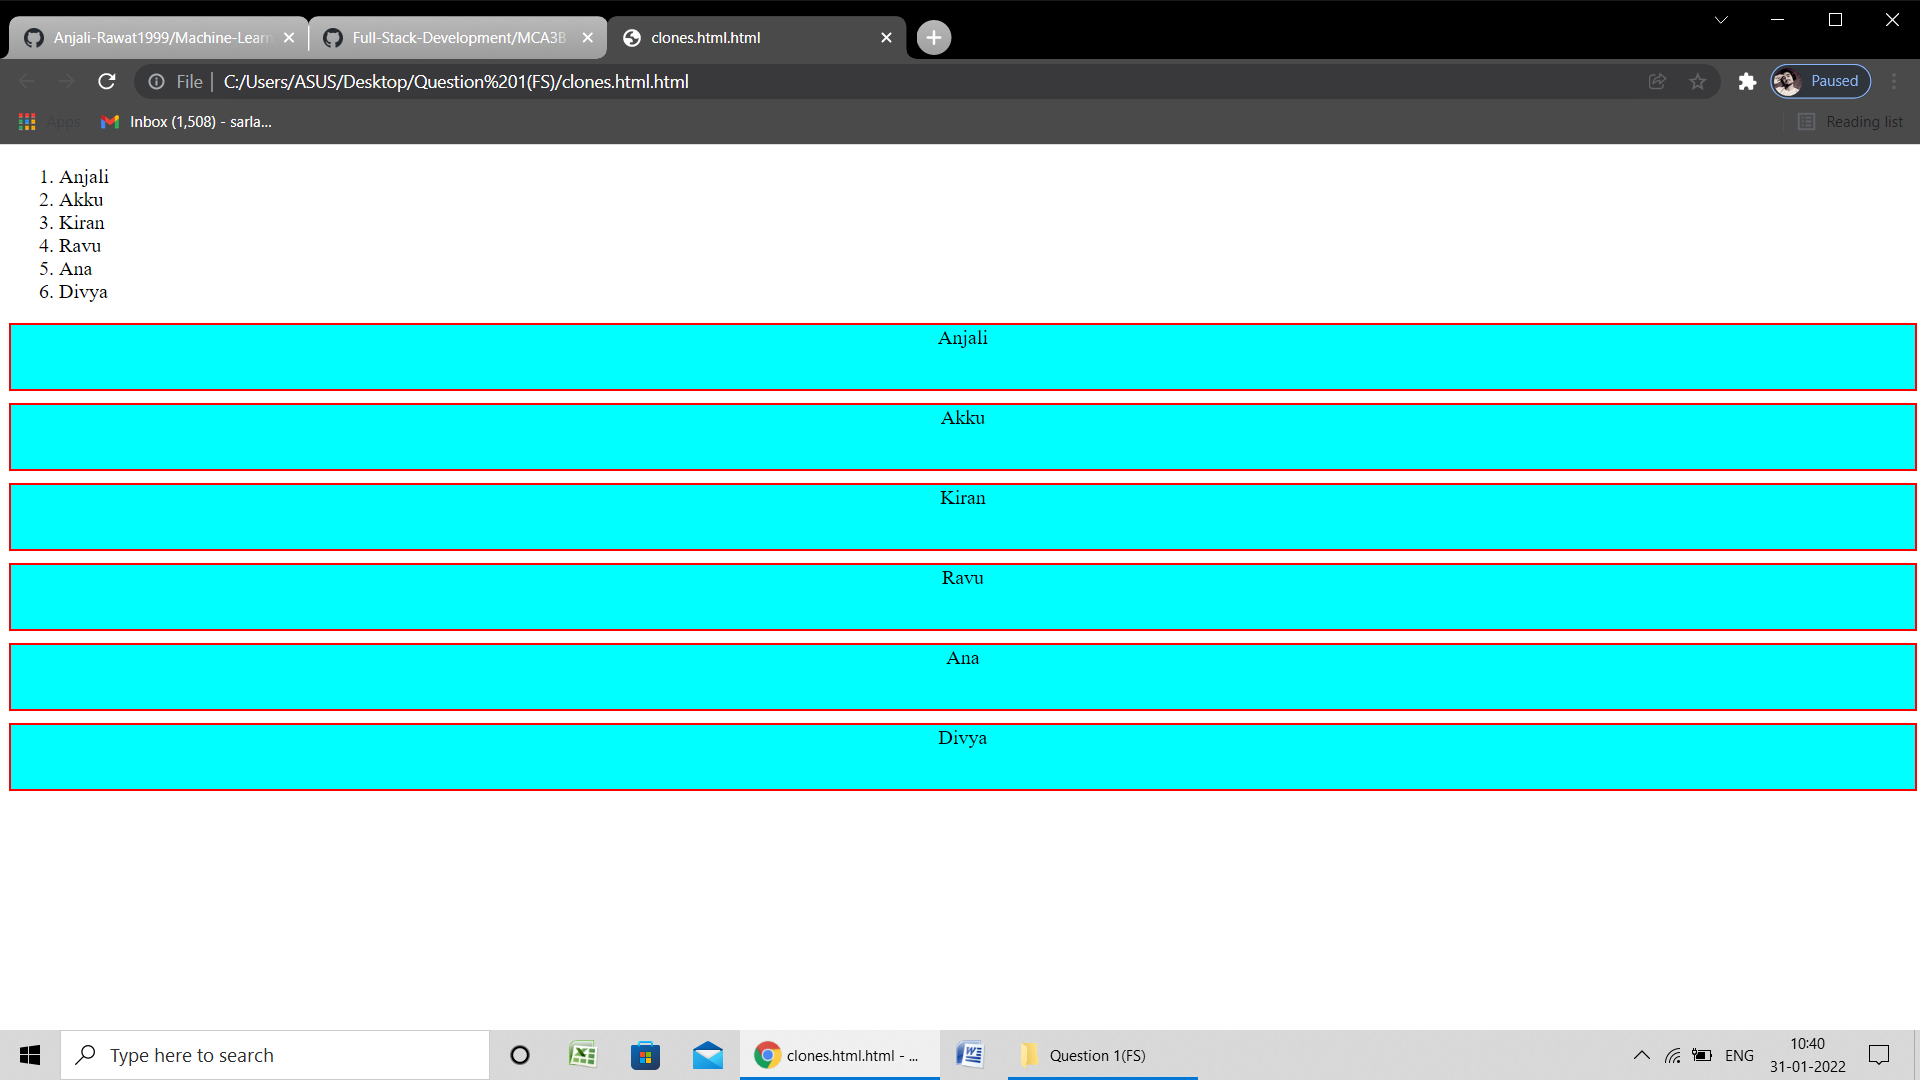 Anjali-Rawat1999/Machine-Learn
Full-Stack-Development/MCA3B
clones.html.html
File
C:/Users/ASUS/Desktop/Question%201(FS)/clones.html.html
Paused
Apps
Inbox (1,508) - sarla...
Reading list
1. Anjali
2. Akku
3. Kiran
4. Ravu
5. Ana
6. Divya
Anjali
Akku
Kiran
Ravu
Ana
Divya
Type here to search
clones.html.html - ...
Question 1(FS)
ENG
10:40
31-01-2022